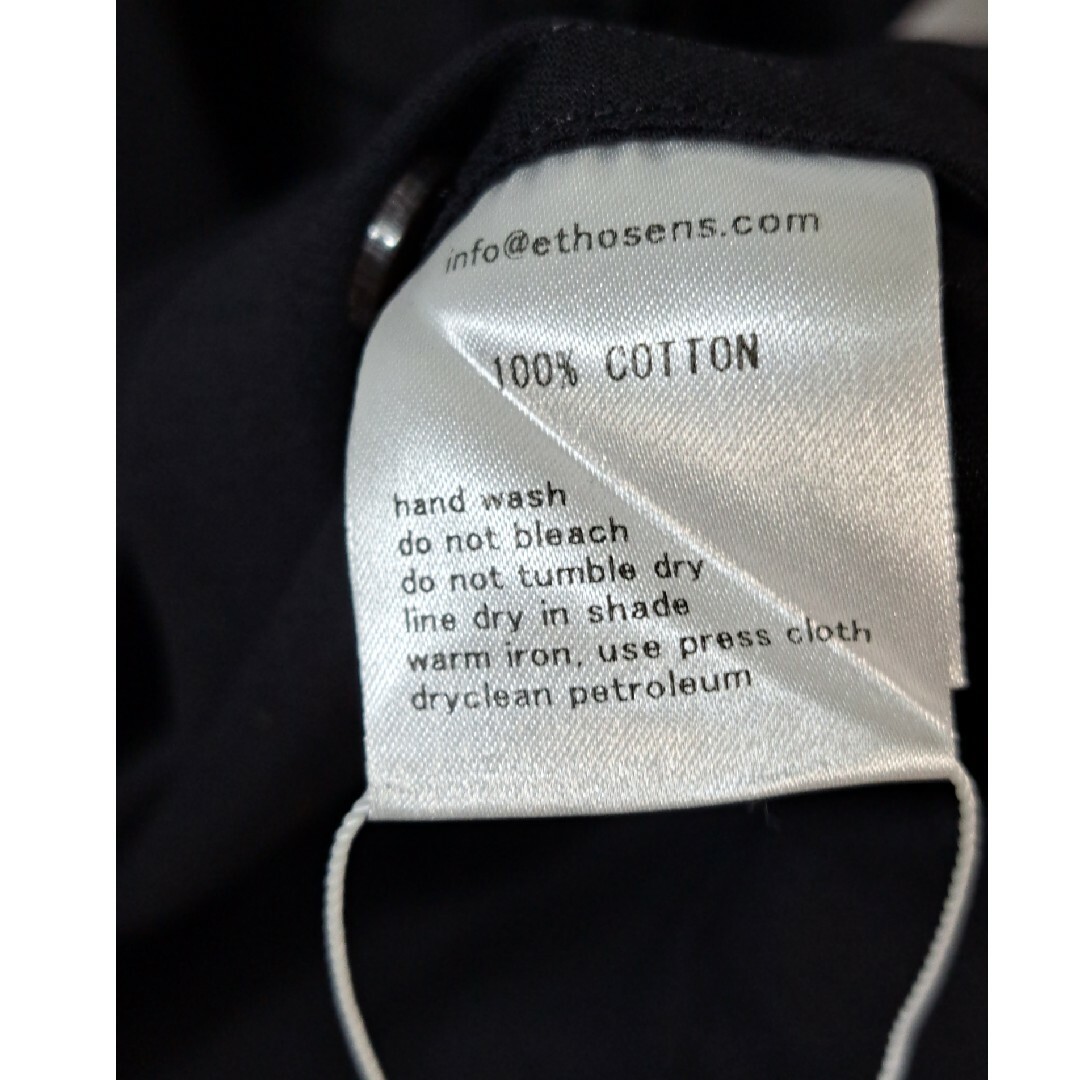 info@ethosens.com
100% COTTON
hand wash
do not bleach
do not tumble dry
line dry in shade
warm iron, use press cloth
dryclean petroleum